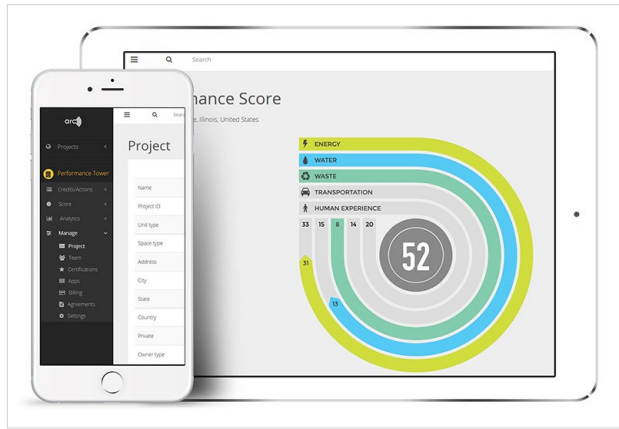 Search
nance Score
e, Illinois, United States
ENERGY
WATER
WASTE
TRANSPORTATION
HUMAN EXPERIENCE
33 15 8 14 20
31
13
52
arc
Sear
Projects
Project
Performance Tower
Credits/Actions
Score
Analytics
Manage
Project
Team
Certifications
Apps
Billing
Agreements
Settings
Name
Project ID
Unit type
Space type
Address
City
State
Country
Private
Owner type